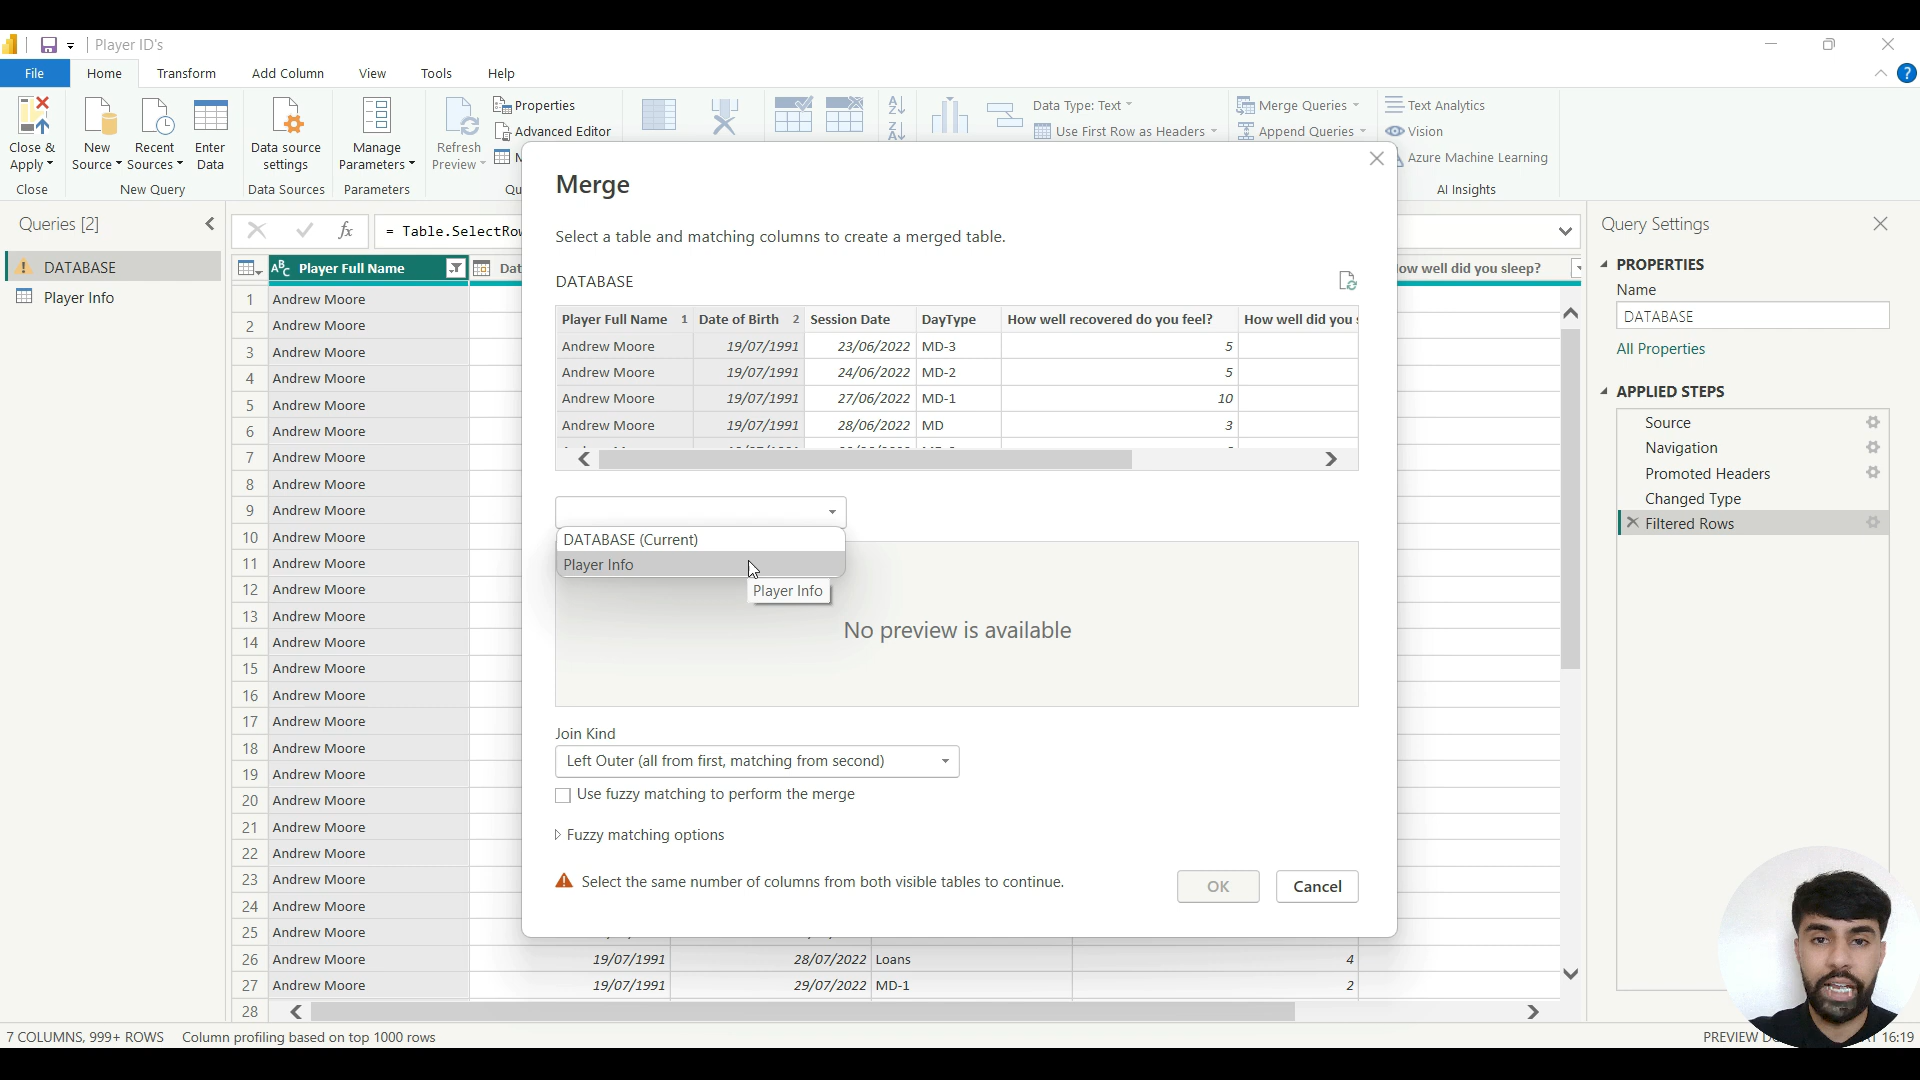 Player ID's
File Home Transform Add Column View Tools Help
Close & Apply
Close
New Source
Recent Sources
Enter Data
New Query
Data source settings
Data Sources
Manage Parameters
Parameters
Refresh Preview
Properties
Advanced Editor
Data Type: Text
Use First Row as Headers
Merge Queries
Append Queries
Text Analytics
Vision
Azure Machine Learning
AI Insights
Queries [2]
DATABASE
Player Info
= Table.SelectRow
Player Full Name
ow well did you sleep?
1 Andrew Moore
2 Andrew Moore
3 Andrew Moore
4 Andrew Moore
5 Andrew Moore
6 Andrew Moore
7 Andrew Moore
8 Andrew Moore
9 Andrew Moore
10 Andrew Moore
11 Andrew Moore
12 Andrew Moore
13 Andrew Moore
14 Andrew Moore
15 Andrew Moore
16 Andrew Moore
17 Andrew Moore
18 Andrew Moore
19 Andrew Moore
20 Andrew Moore
21 Andrew Moore
22 Andrew Moore
23 Andrew Moore
24 Andrew Moore
25 Andrew Moore
26 Andrew Moore 19/07/1991 28/07/2022 Loans 4
27 Andrew Moore 19/07/1991 29/07/2022 MD-1 2
28
Merge
Select a table and matching columns to create a merged table.
DATABASE
Player Full Name 1 Date of Birth 2 Session Date DayType How well recovered do you feel? How well did you
Andrew Moore 19/07/1991 23/06/2022 MD-3 5
Andrew Moore 19/07/1991 24/06/2022 MD-2 5
Andrew Moore 19/07/1991 27/06/2022 MD-1 10
Andrew Moore 19/07/1991 28/06/2022 MD 3
DATABASE (Current)
Player Info
Player Info
No preview is available
Join Kind
Left Outer (all from first, matching from second)
Use fuzzy matching to perform the merge
Fuzzy matching options
Select the same number of columns from both visible tables to continue.
OK Cancel
Query Settings
PROPERTIES
Name
DATABASE
All Properties
APPLIED STEPS
Source
Navigation
Promoted Headers
Changed Type
Filtered Rows
7 COLUMNS, 999+ ROWS Column profiling based on top 1000 rows
PREVIEW 16:19